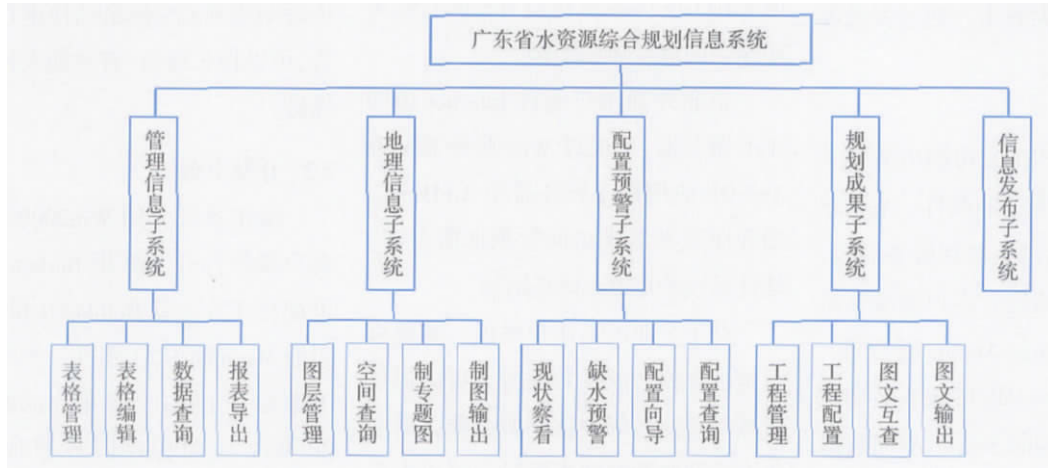 广东省水资源综合规划信息系统
管理信息子系统
地理信息子系统
配置预警子系统
规划成果子系统
信息发布子系统
表格管理
表格编辑
数据查询
报表导出
图层管理
空间查询
制专题图
制图输出
现状察看
缺水预警
配置向导
配置查询
工程管理
工程配置
图文互查
图文输出